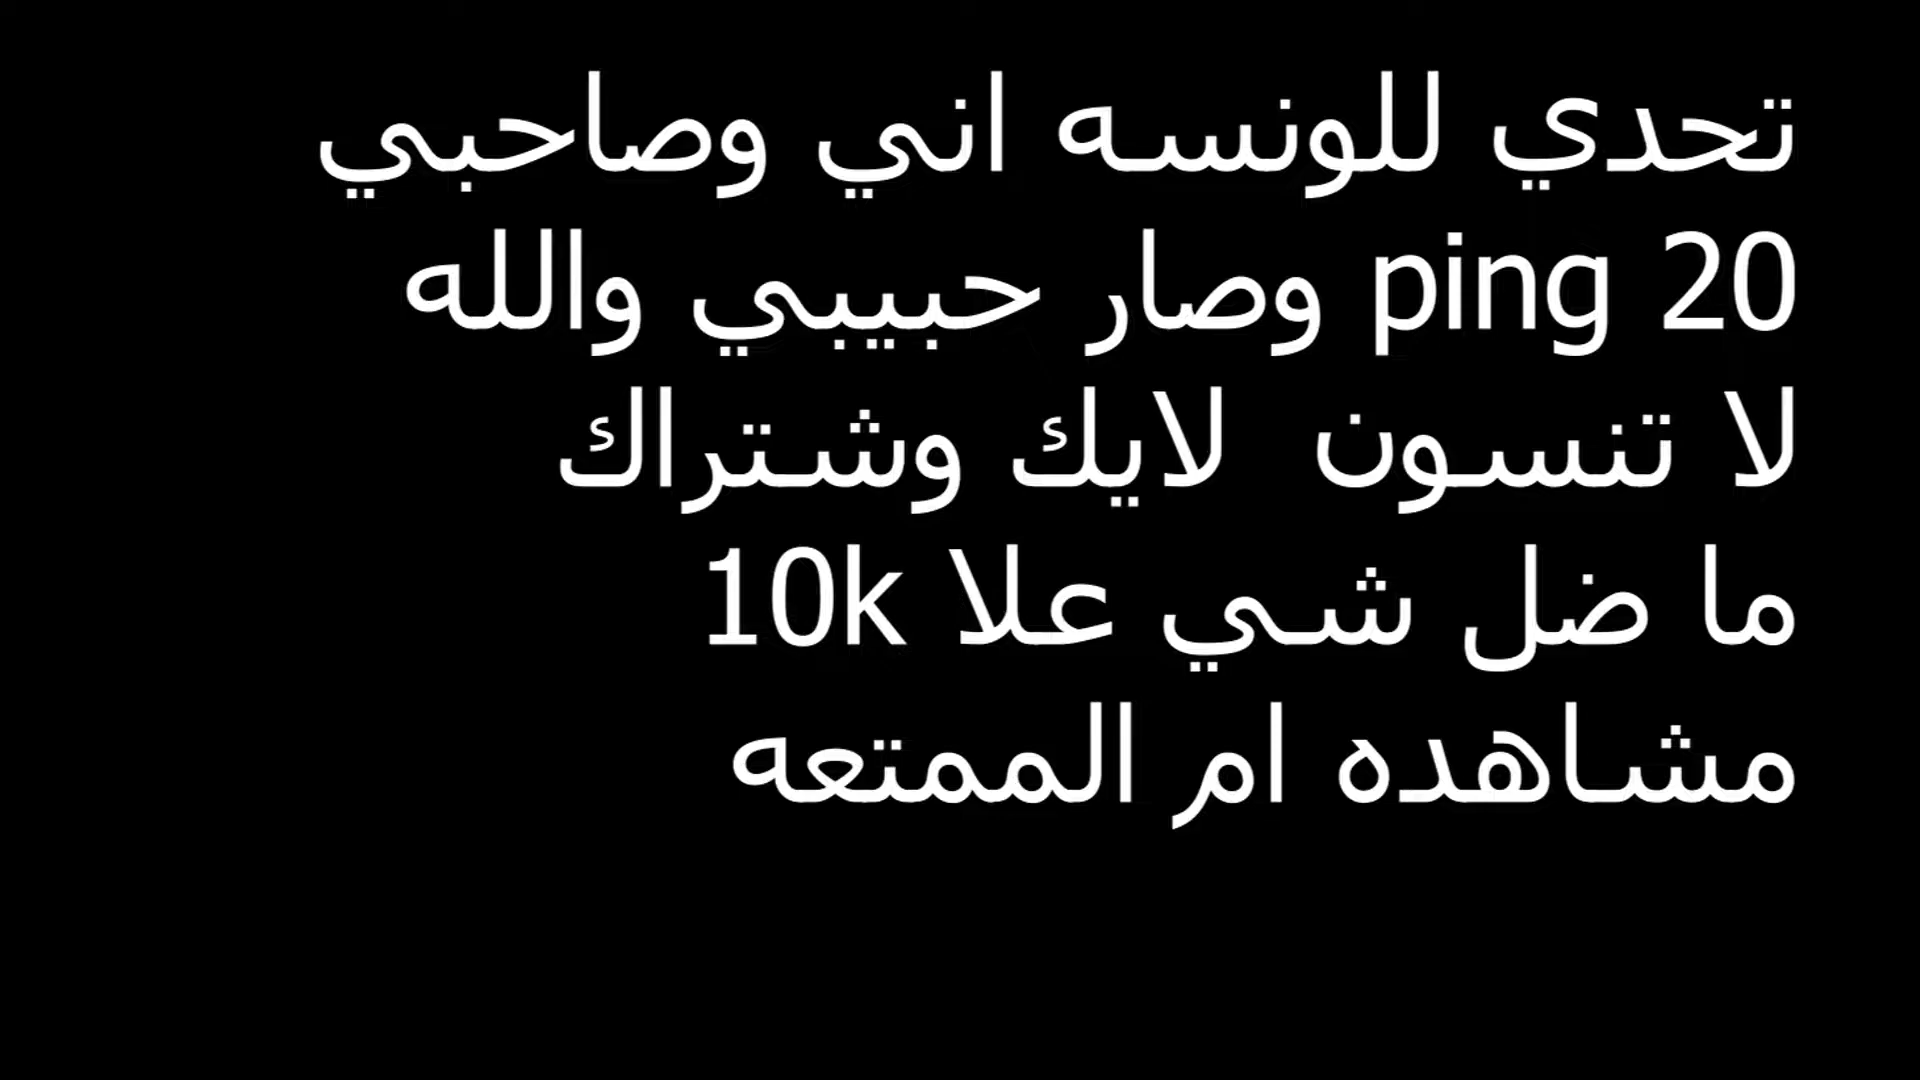 تحدي للونسه اني وصاحبي
20 ping وصار حبيبي والله
لا تنسون  لايك وشتراك
ما ضل شي علا 10k
مشاهده ام الممتعه